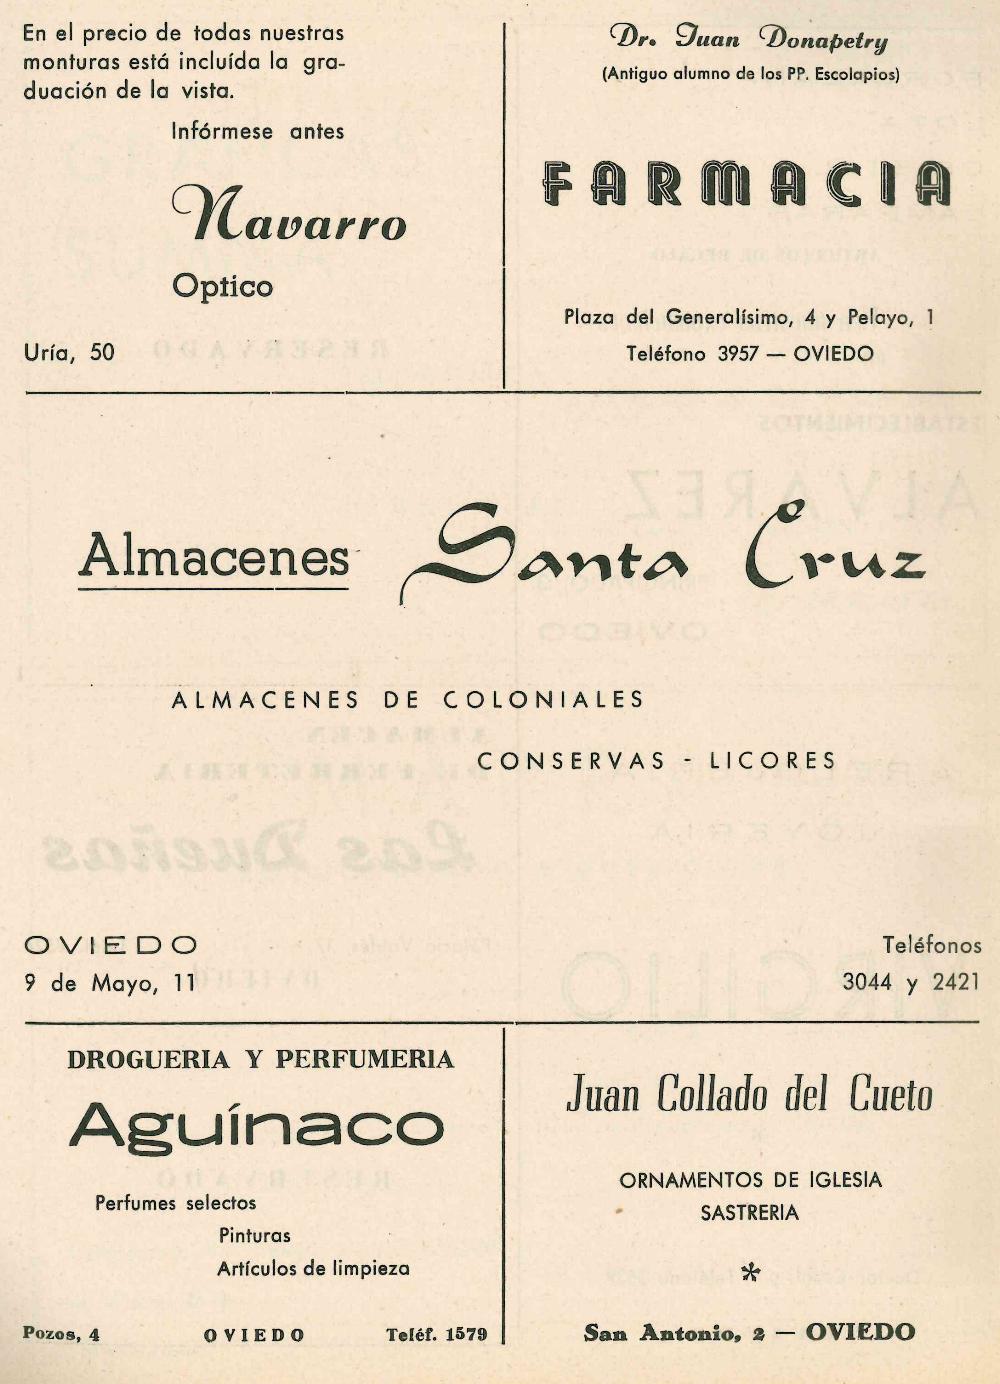 En el precio de todas nuestras
monturas está incluída la gra-
duación de la vista.
Infórmese antes
Navarro
Optico
Uría, 50
Dr. Juan Donapetry
(Antiguo alumno de los PP. Escolapios)
FARMACIA
Plaza del Generalísimo, 4 y Pelayo, 1
Teléfono 3957 — OVIEDO
Almacenes Santa Cruz
ALMACENES DE COLONIALES
CONSERVAS - LICORES
OVIEDO
9 de Mayo, 11
Teléfonos
3044 y 2421
DROGUERIA Y PERFUMERIA
Aguínaco
Perfumes selectos
Pinturas
Artículos de limpieza
Pozos, 4 OVIEDO Teléf. 1579
Juan Collado del Cueto
ORNAMENTOS DE IGLESIA
SASTRERIA
*
San Antonio, 2 — OVIEDO